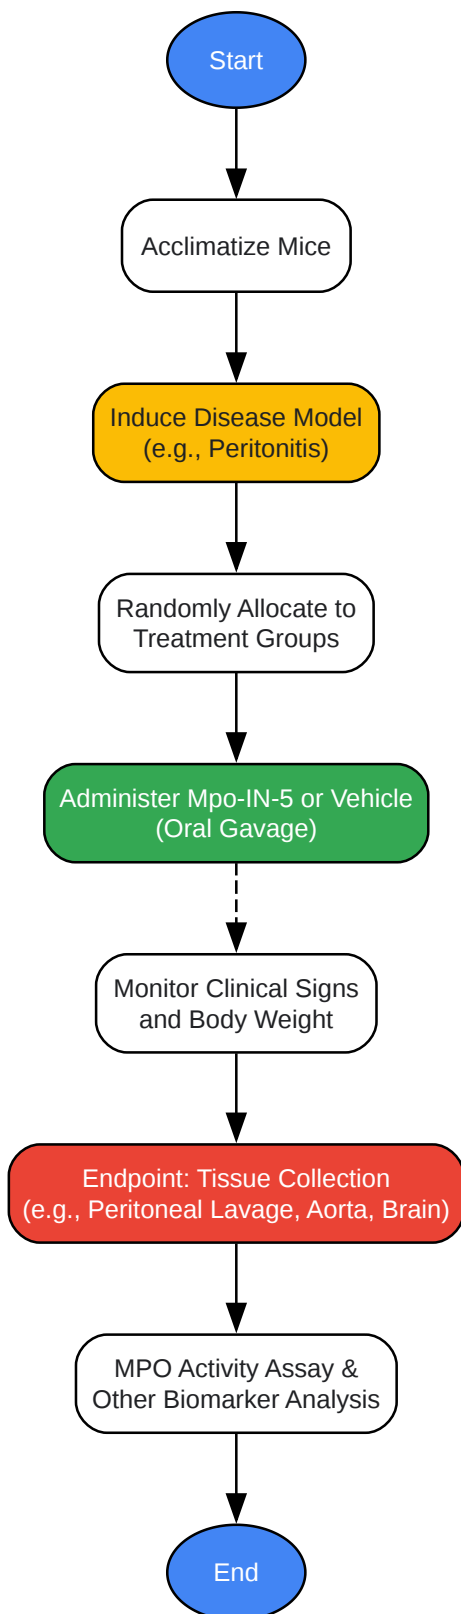 Start
Acclimatize Mice
Induce Disease Model
(e.g., Peritonitis)
Randomly Allocate to
Treatment Groups
Administer Mpo-IN-5 or Vehicle
(Oral Gavage)
Monitor Clinical Signs
and Body Weight
Endpoint: Tissue Collection
(e.g., Peritoneal Lavage, Aorta, Brain)
MPO Activity Assay &
Other Biomarker Analysis
End